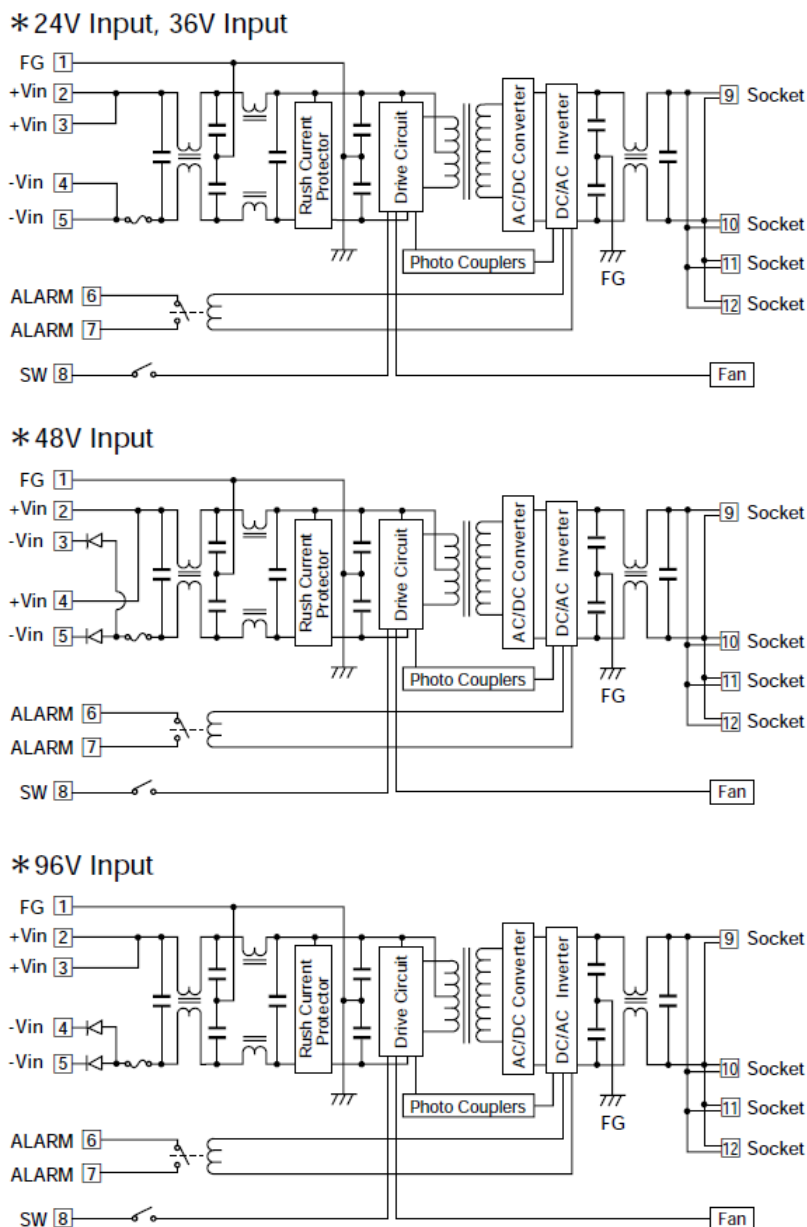 *24V Input, 36V Input
FG 1
+Vin 2
+Vin 3
-Vin 4
-Vin 5
Rush Current Protector
Drive Circuit
AC/DC Converter
DC/AC Inverter
Photo Couplers
FG
9 Socket
10 Socket
11 Socket
12 Socket
ALARM 6
ALARM 7
SW 8
Fan
*48V Input
FG 1
+Vin 2
-Vin 3
+Vin 4
-Vin 5
Rush Current Protector
Drive Circuit
AC/DC Converter
DC/AC Inverter
Photo Couplers
FG
9 Socket
10 Socket
11 Socket
12 Socket
ALARM 6
ALARM 7
SW 8
Fan
*96V Input
FG 1
+Vin 2
+Vin 3
-Vin 4
-Vin 5
Rush Current Protector
Drive Circuit
AC/DC Converter
DC/AC Inverter
Photo Couplers
FG
9 Socket
10 Socket
11 Socket
12 Socket
ALARM 6
ALARM 7
SW 8
Fan